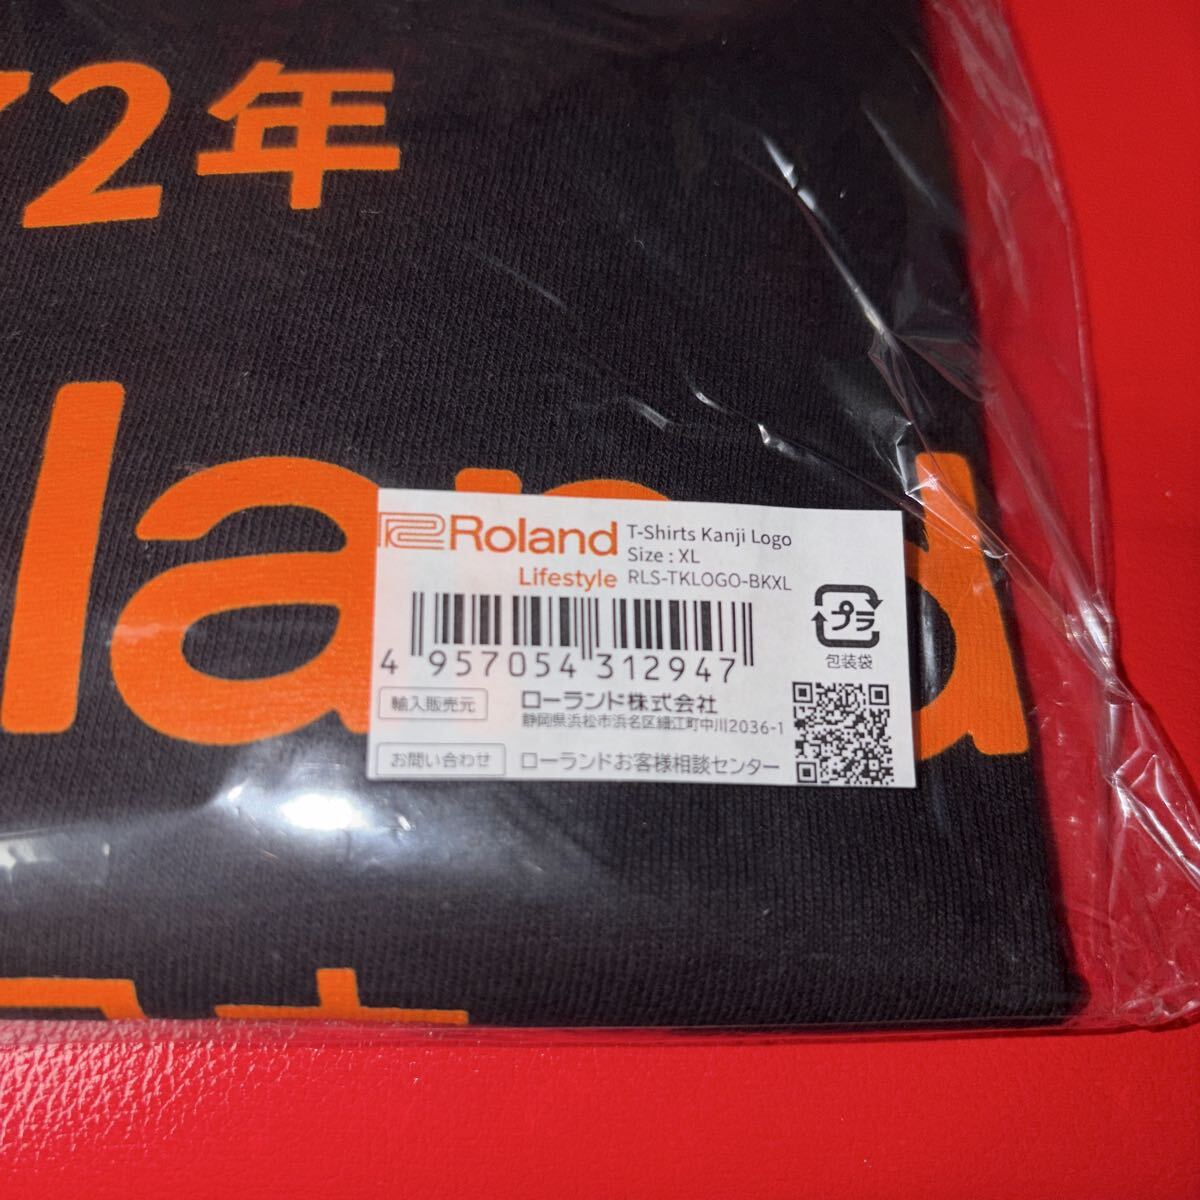 72年
land
Roland
Lifestyle
T-Shirts Kanji Logo
Size : XL
RLS-TKLOGO-BKXL
4 957054 312947
プラ
包装袋
輸入販売元
ローランド株式会社
静岡県浜松市浜名区細江町中川2036-1
お問い合わせ
ローランドお客様相談センター